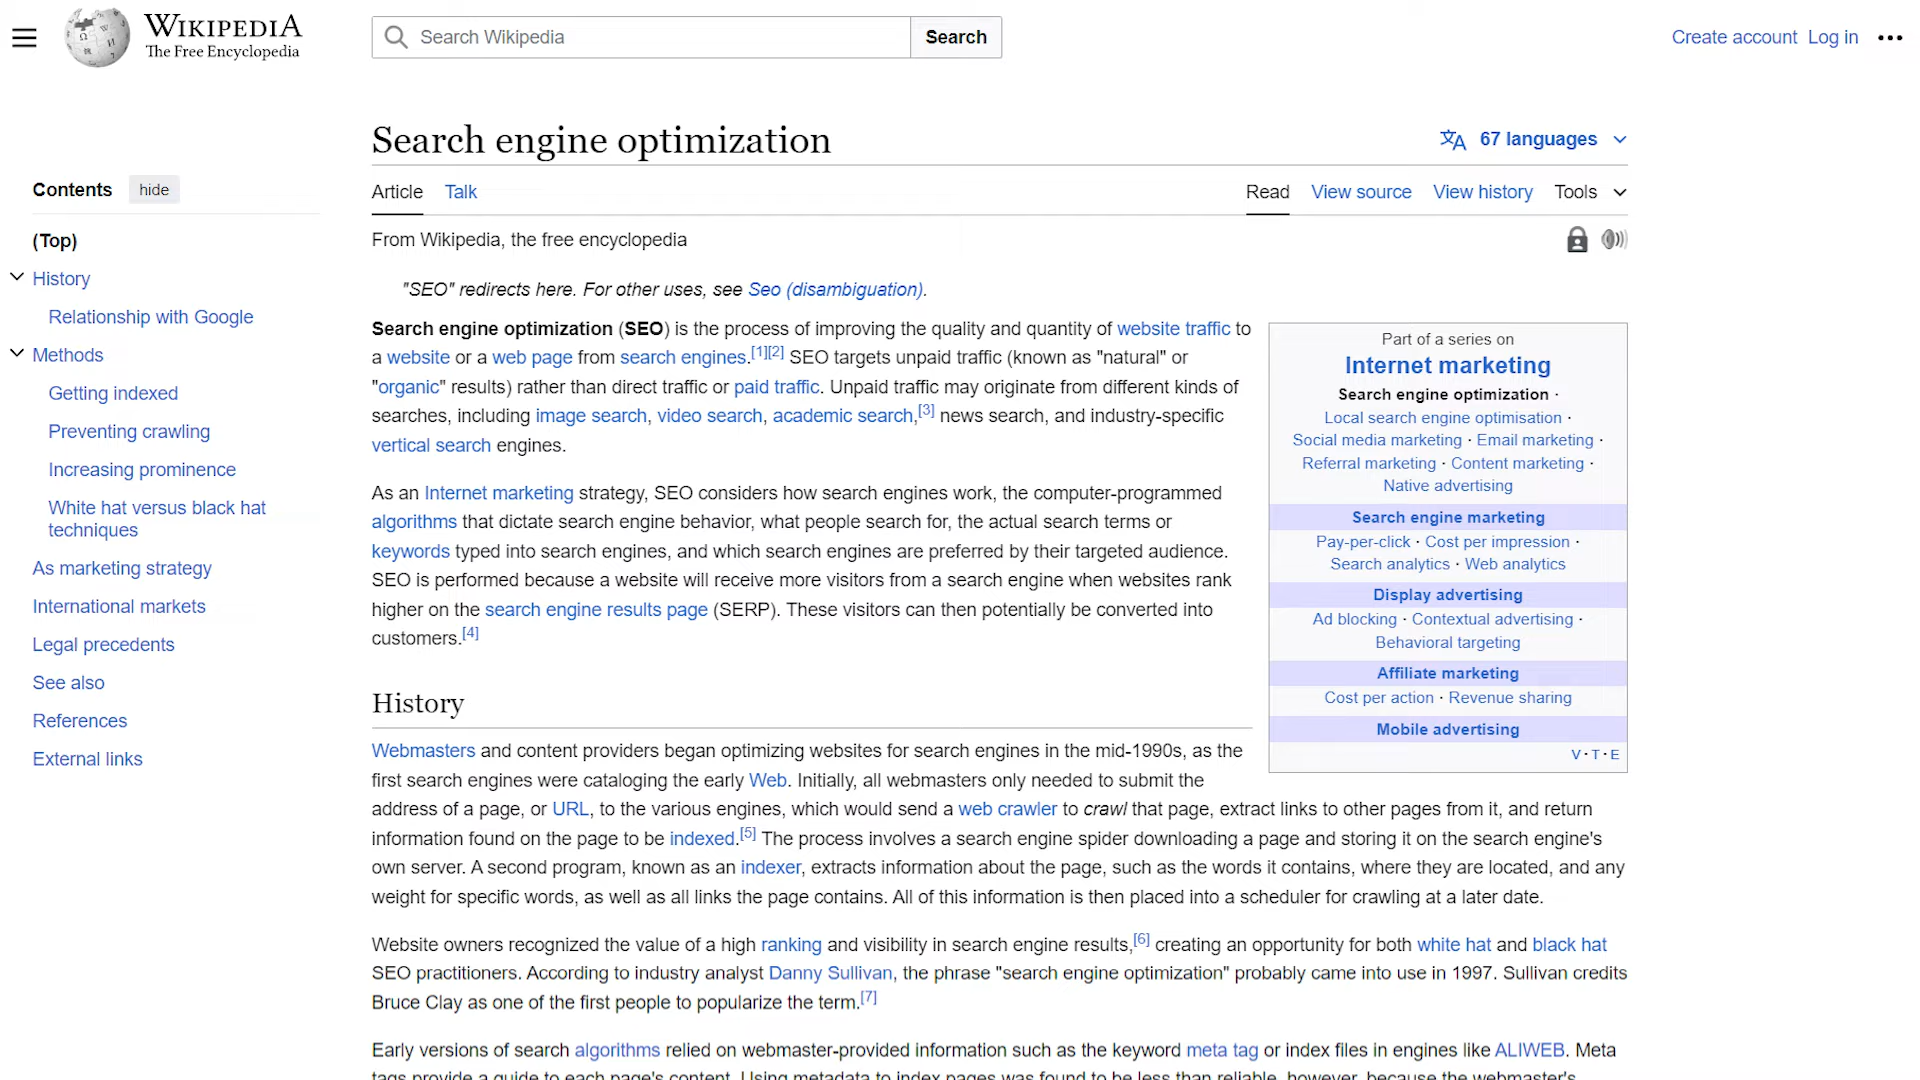 WIKIPEDIA
The Free Encyclopedia
Search Wikipedia
Search
Create account Log in
Search engine optimization
67 languages
Contents hide
Article Talk
Read View source View history Tools
(Top)
History
Relationship with Google
Methods
Getting indexed
Preventing crawling
Increasing prominence
White hat versus black hat
techniques
As marketing strategy
International markets
Legal precedents
See also
References
External links
From Wikipedia, the free encyclopedia
"SEO" redirects here. For other uses, see Seo (disambiguation).
Search engine optimization (SEO) is the process of improving the quality and quantity of website traffic to
a website or a web page from search engines.[1][2] SEO targets unpaid traffic (known as "natural" or
"organic" results) rather than direct traffic or paid traffic. Unpaid traffic may originate from different kinds of
searches, including image search, video search, academic search,[3] news search, and industry-specific
vertical search engines.
As an Internet marketing strategy, SEO considers how search engines work, the computer-programmed
algorithms that dictate search engine behavior, what people search for, the actual search terms or
keywords typed into search engines, and which search engines are preferred by their targeted audience.
SEO is performed because a website will receive more visitors from a search engine when websites rank
higher on the search engine results page (SERP). These visitors can then potentially be converted into
customers.[4]
Part of a series on
Internet marketing
Search engine optimization ·
Local search engine optimisation ·
Social media marketing · Email marketing ·
Referral marketing · Content marketing ·
Native advertising
Search engine marketing
Pay-per-click · Cost per impression ·
Search analytics · Web analytics
Display advertising
Ad blocking · Contextual advertising ·
Behavioral targeting
Affiliate marketing
Cost per action · Revenue sharing
Mobile advertising
V · T · E
History
Webmasters and content providers began optimizing websites for search engines in the mid-1990s, as the
first search engines were cataloging the early Web. Initially, all webmasters only needed to submit the
address of a page, or URL, to the various engines, which would send a web crawler to crawl that page, extract links to other pages from it, and return
information found on the page to be indexed.[5] The process involves a search engine spider downloading a page and storing it on the search engine's
own server. A second program, known as an indexer, extracts information about the page, such as the words it contains, where they are located, and any
weight for specific words, as well as all links the page contains. All of this information is then placed into a scheduler for crawling at a later date.
Website owners recognized the value of a high ranking and visibility in search engine results,[6] creating an opportunity for both white hat and black hat
SEO practitioners. According to industry analyst Danny Sullivan, the phrase "search engine optimization" probably came into use in 1997. Sullivan credits
Bruce Clay as one of the first people to popularize the term.[7]
Early versions of search algorithms relied on webmaster-provided information such as the keyword meta tag or index files in engines like ALIWEB. Meta
tags provide a guide to each page's content. Using metadata to index pages was found to be less than reliable, however, because the webmaster's